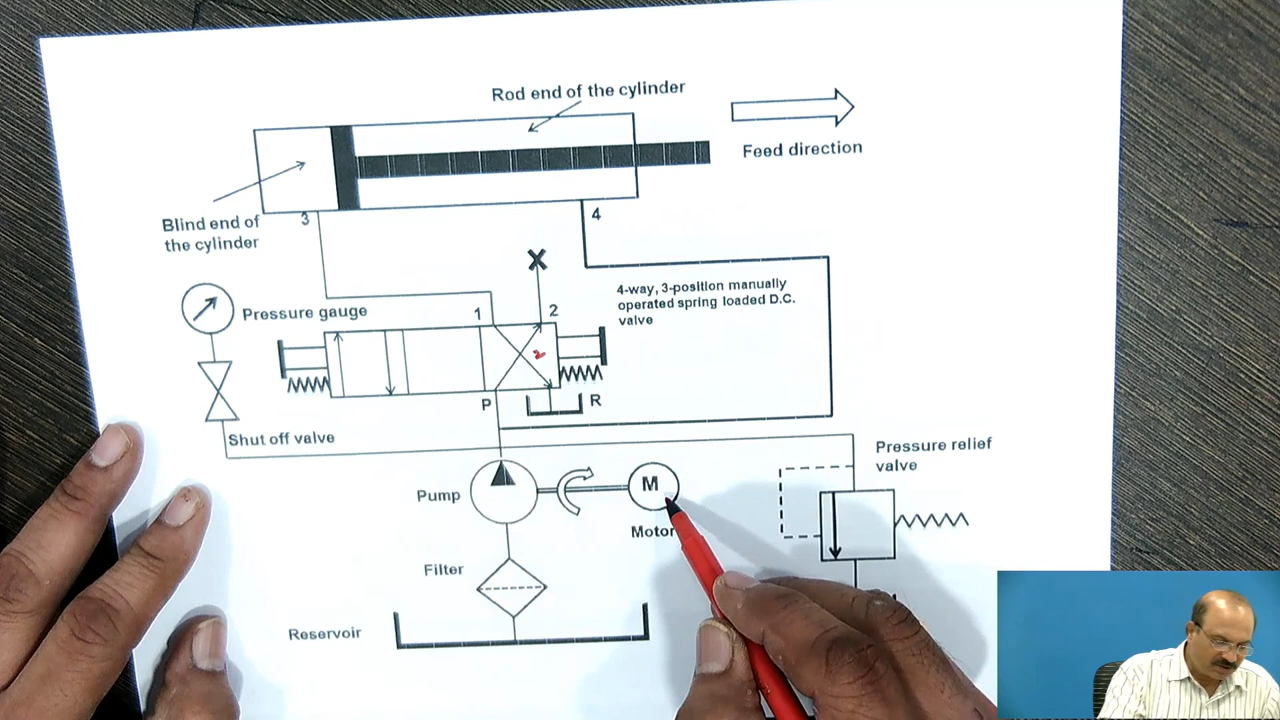 Rod end of the cylinder
Feed direction
Blind end of
the cylinder
3
4
X
4-way, 3-position manually
operated spring loaded D.C.
valve
Pressure gauge
1
2
2
P
R
Shut off valve
Pressure relief
valve
Pump
M
Motor
Filter
Reservoir